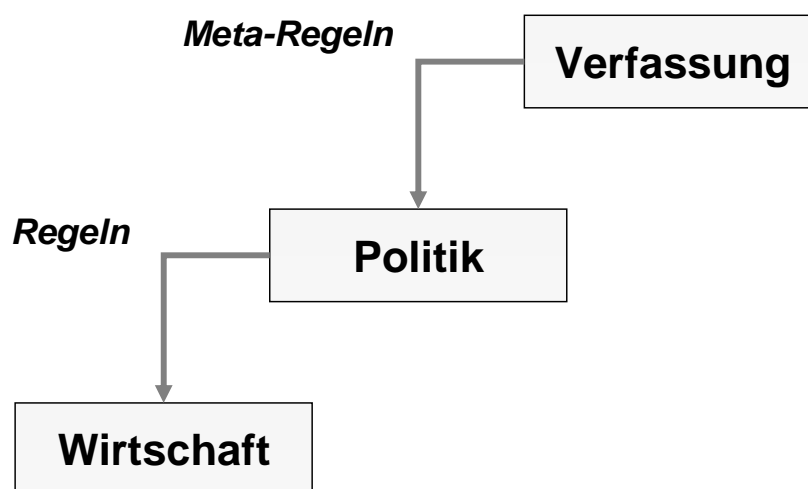 Meta-Regeln
Verfassung
Regeln
Politik
Wirtschaft